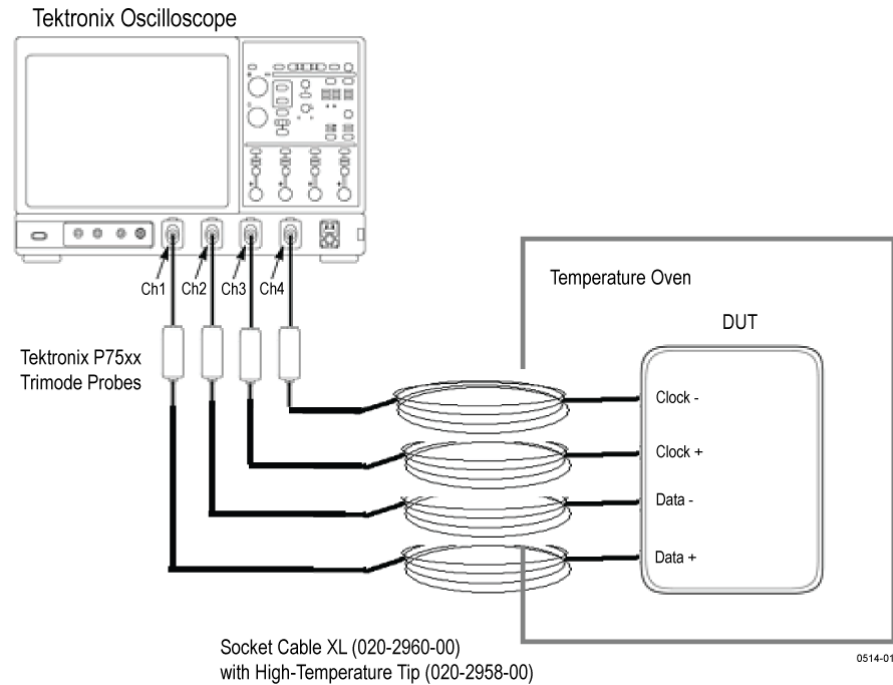 Tektronix Oscilloscope
Ch1
Ch2
Ch3
Ch4
Tektronix P75xx
Trimode Probes
Temperature Oven
DUT
Clock -
Clock +
Data -
Data +
Socket Cable XL (020-2960-00)
with High-Temperature Tip (020-2958-00)
0514-01